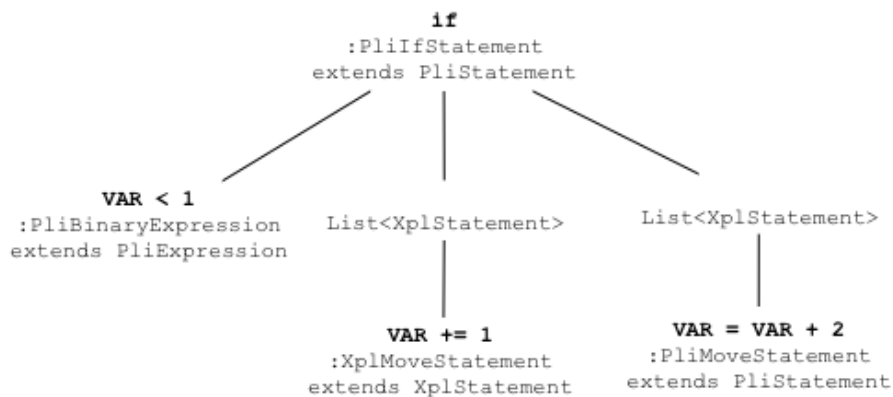 if
:PliIfStatement
extends PliStatement
VAR < 1
:PliBinaryExpression
extends PliExpression
List<XplStatement>
List<XplStatement>
VAR += 1
:XplMoveStatement
extends XplStatement
VAR = VAR + 2
:PliMoveStatement
extends PliStatement